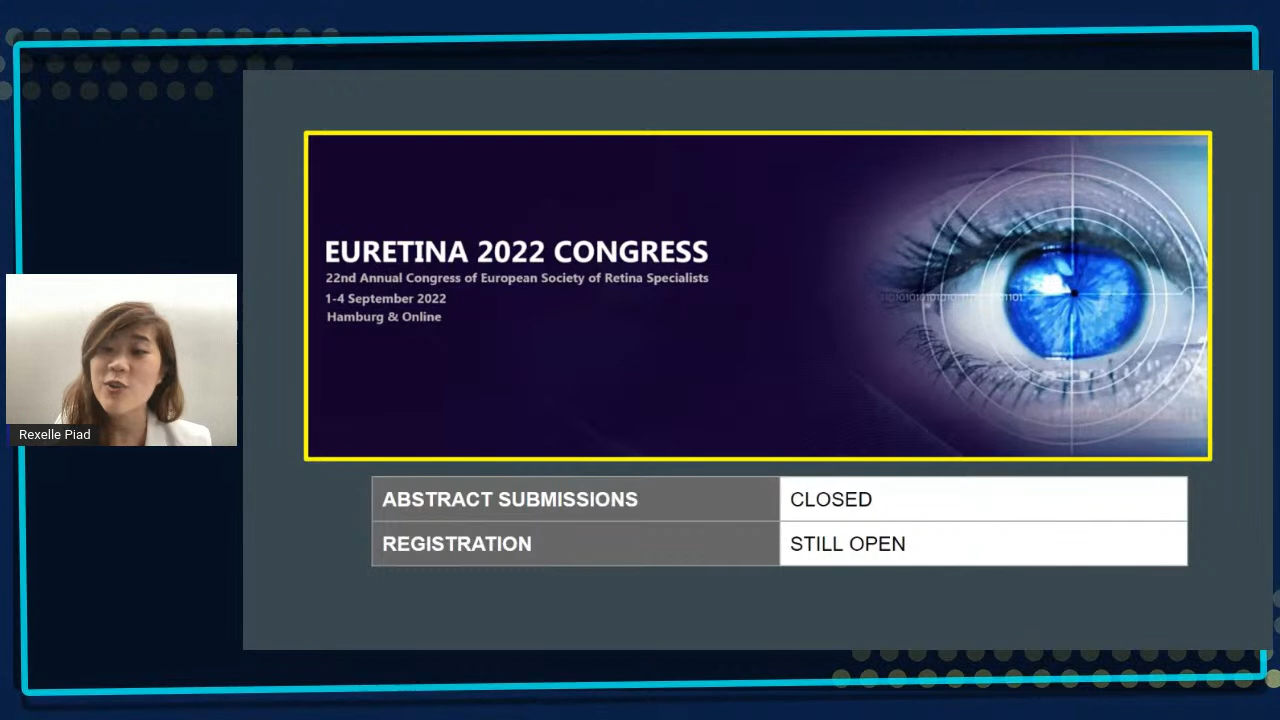 EURETINA 2022 CONGRESS
22nd Annual Congress of European Society of Retina Specialists
1-4 September 2022
Hamburg & Online
Rexelle Piad
ABSTRACT SUBMISSIONS CLOSED
REGISTRATION STILL OPEN